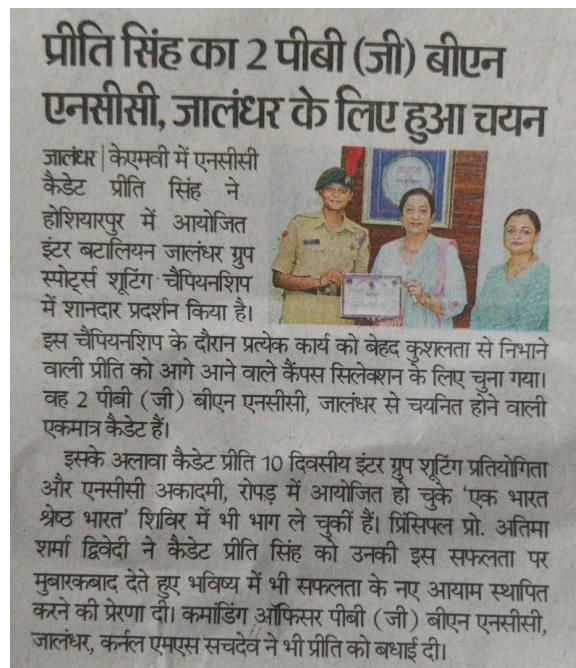 प्रीति सिंह का 2 पीबी (जी) बीएन
एनसीसी, जालंधर के लिए हुआ चयन
जालंधर | केएमवी में एनसीसी
कैडेट प्रीति सिंह ने
होशियारपुर में आयोजित
इंटर बटालियन जालंधर ग्रुप
स्पोर्ट्स शूटिंग चैंपियनशिप
में शानदार प्रदर्शन किया है।
इस चैंपियनशिप के दौरान प्रत्येक कार्य को बेहद कुशलता से निभाने
वाली प्रीति को आगे आने वाले कैंपस सिलेक्शन के लिए चुना गया।
वह 2 पीबी (जी) बीएन एनसीसी, जालंधर से चयनित होने वाली
एकमात्र कैडेट हैं।
इसके अलावा कैडेट प्रीति 10 दिवसीय इंटर ग्रुप शूटिंग प्रतियोगिता
और एनसीसी अकादमी, रोपड़ में आयोजित हो चुके ‘एक भारत
श्रेष्ठ भारत’ शिविर में भी भाग ले चुकीं हैं। प्रिंसिपल प्रो. अतिमा
शर्मा द्विवेदी ने कैडेट प्रीति सिंह को उनकी इस सफलता पर
मुबारकबाद देते हुए भविष्य में भी सफलता के नए आयाम स्थापित
करने की प्रेरणा दी। कमांडिंग ऑफिसर पीबी (जी) बीएन एनसीसी,
जालंधर, कर्नल एमएस सचदेव ने भी प्रीति को बधाई दी।